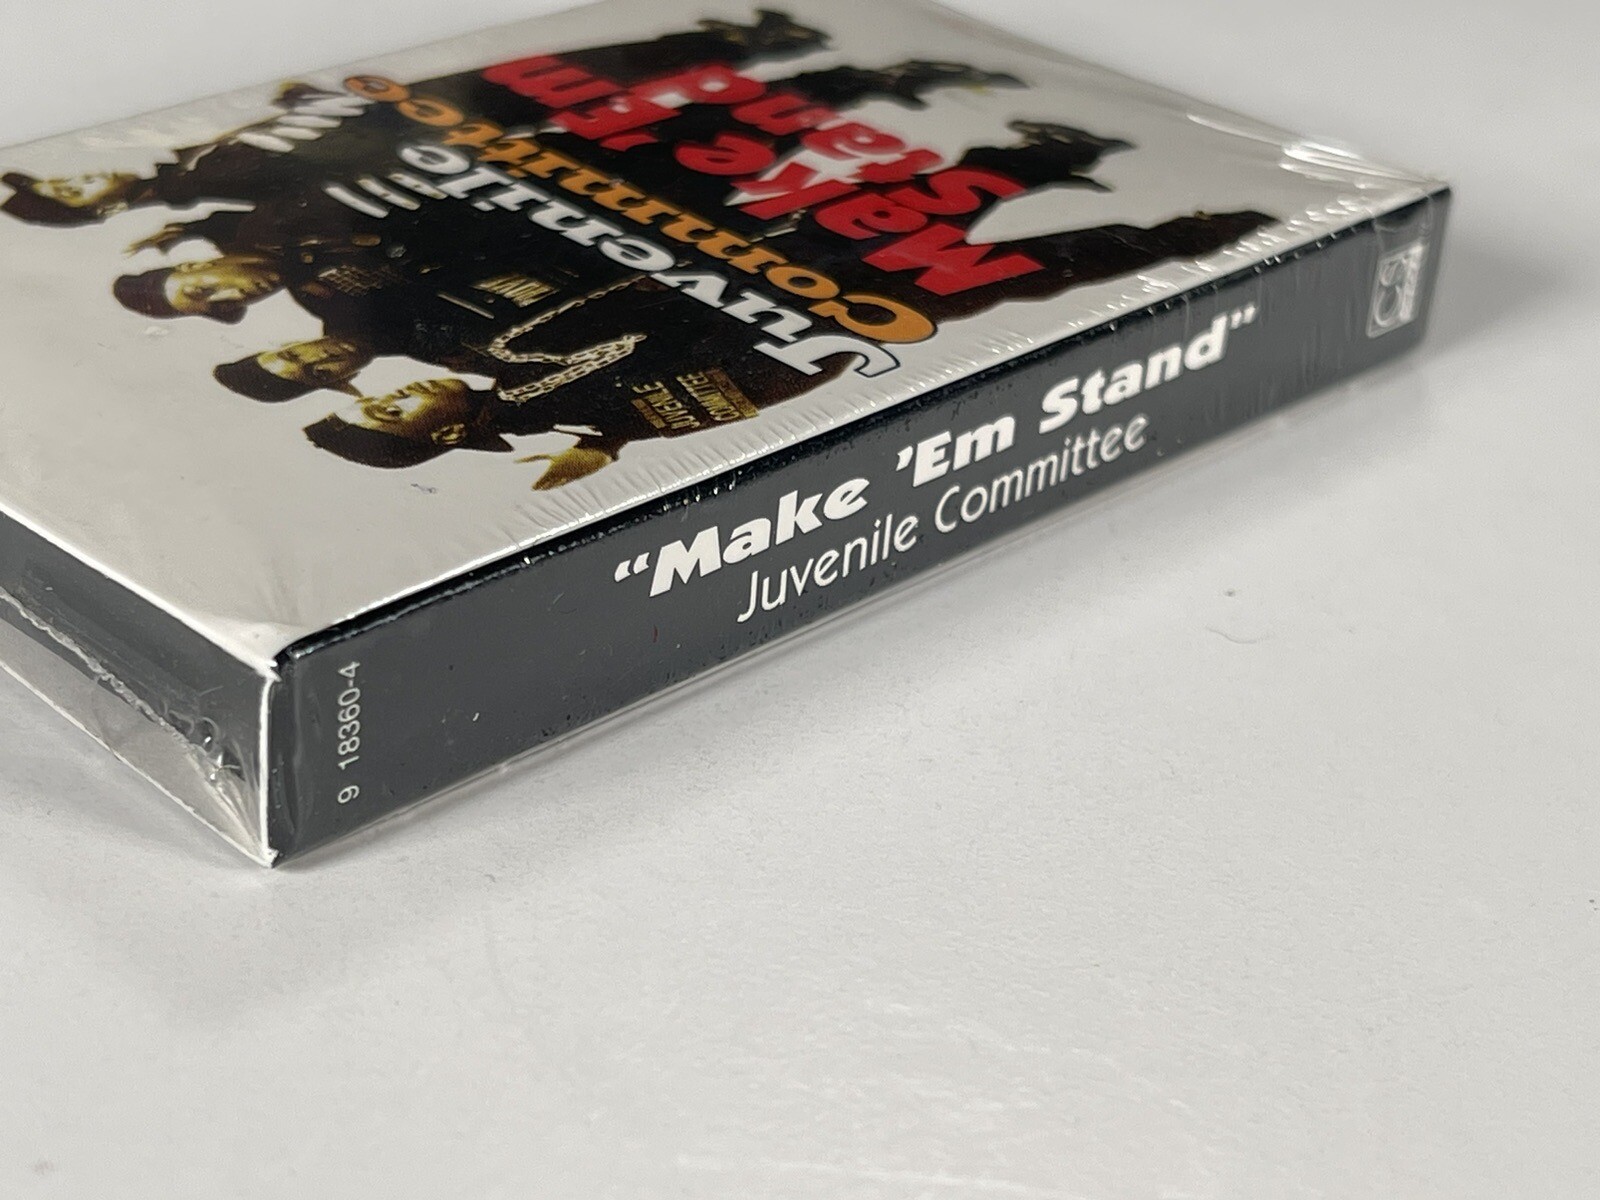 Juvenile
Committee
Make 'Em
Stand
JUVENILE
COMMITTEE
"Make 'Em Stand"
Juvenile Committee
9 18360-4